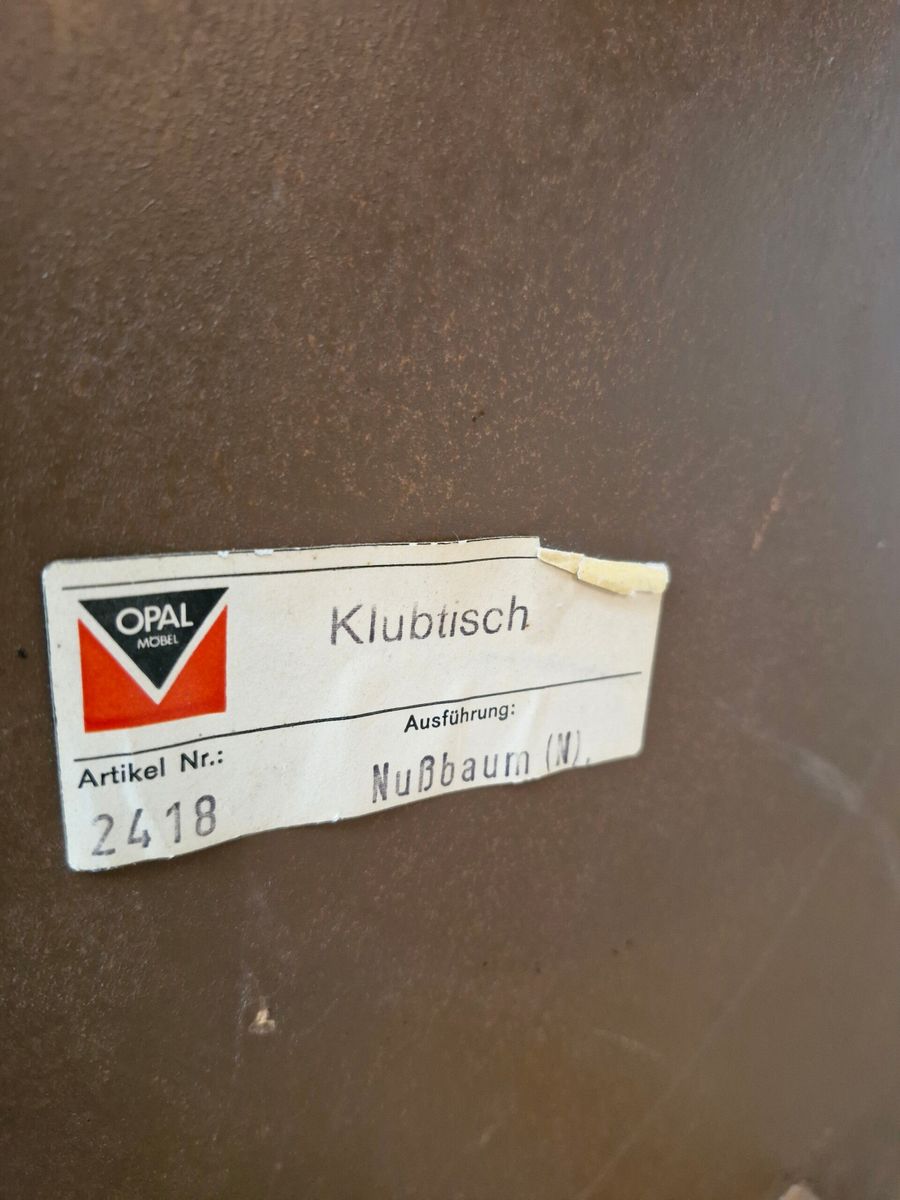 OPAL
MÖBEL
Klubtisch
Ausführung:
Artikel Nr.:
Nußbaum (N).
2418